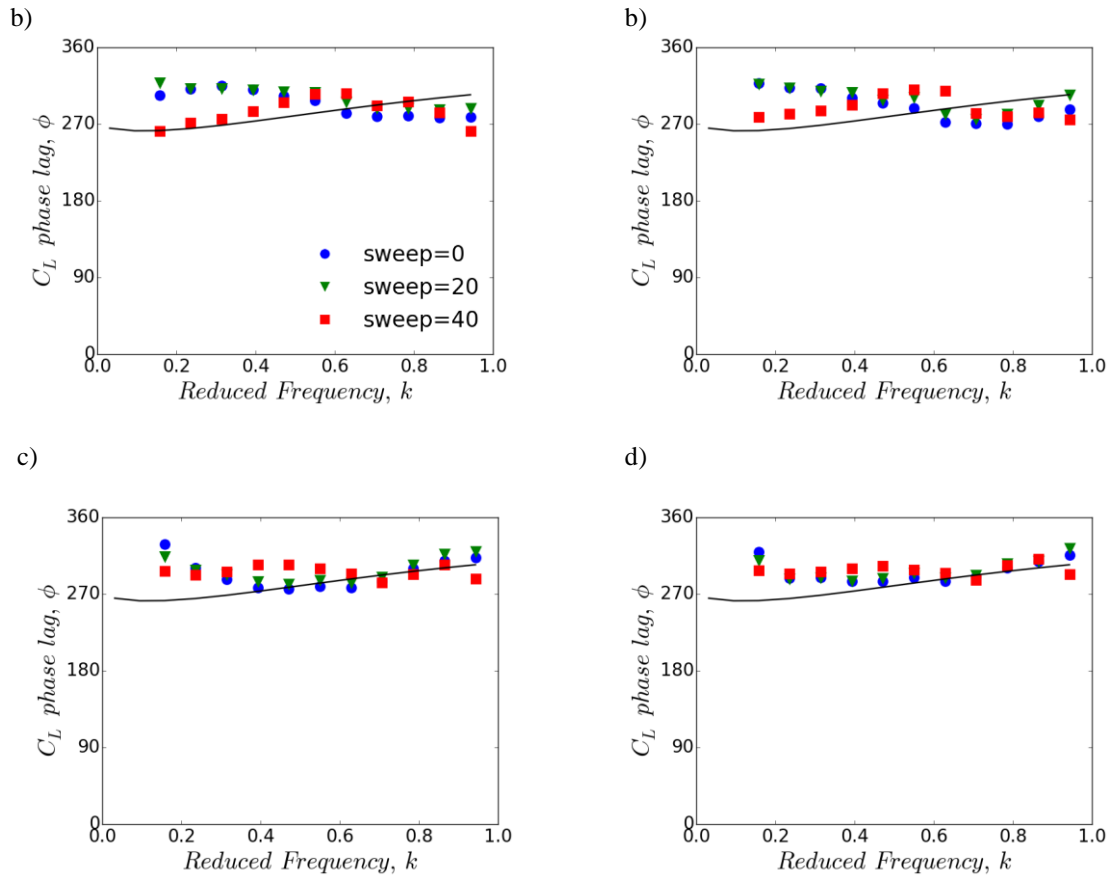 b)
360
270
180
90
0
C_L phase lag, ϕ
sweep=0
sweep=20
sweep=40
0.0 0.2 0.4 0.6 0.8 1.0
Reduced Frequency, k
b)
360
270
180
90
0
C_L phase lag, ϕ
0.0 0.2 0.4 0.6 0.8 1.0
Reduced Frequency, k
c)
360
270
180
90
0
C_L phase lag, ϕ
0.0 0.2 0.4 0.6 0.8 1.0
Reduced Frequency, k
d)
360
270
180
90
0
C_L phase lag, ϕ
0.0 0.2 0.4 0.6 0.8 1.0
Reduced Frequency, k